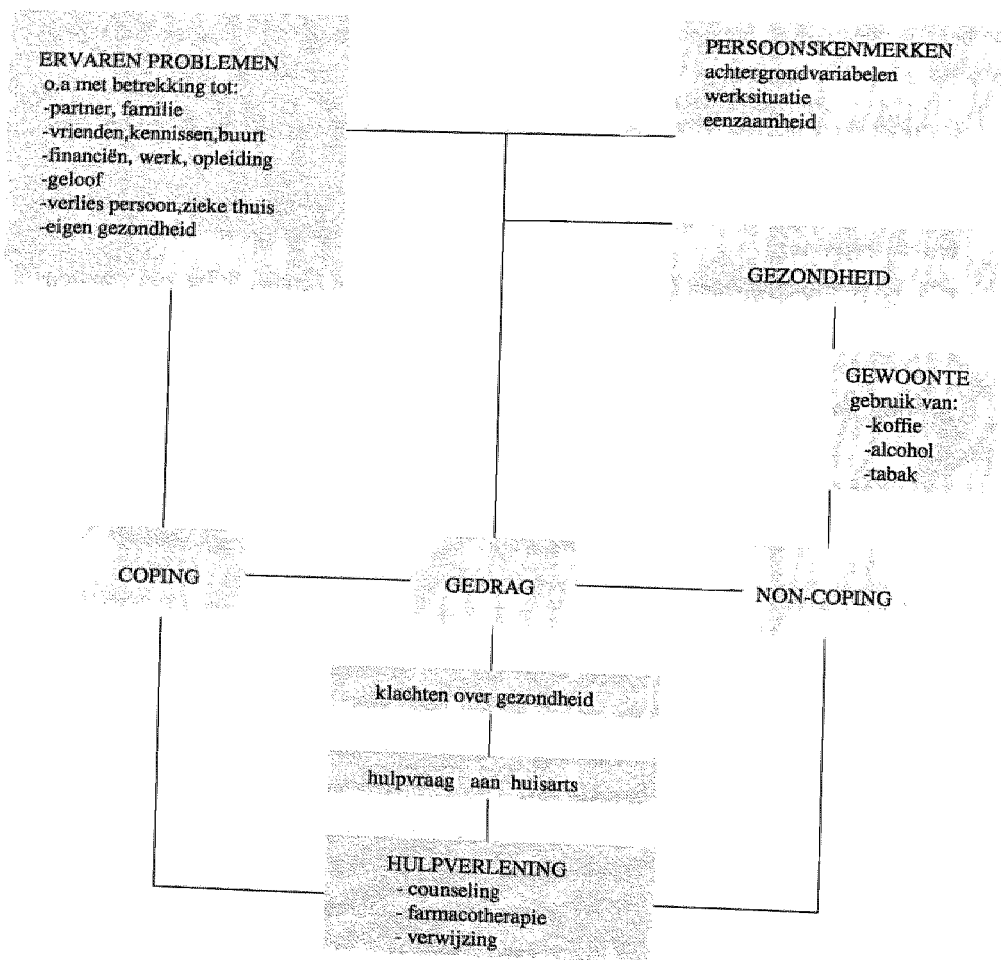 ERVAREN PROBLEMEN
o.a met betrekking tot:
-partner, familie
-vrienden,kennissen,buurt
-financiën, werk, opleiding
-geloof
-verlies persoon,zieke thuis
-eigen gezondheid
PERSOONSKENMERKEN
achtergrondvariabelen
werksituatie
eenzaamheid
GEZONDHEID
GEWOONTE
gebruik van:
-koffie
-alcohol
-tabak
COPING
GEDRAG
NON-COPING
klachten over gezondheid
hulpvraag aan huisarts
HULPVERLENING
- counseling
- farmacotherapie
- verwijzing